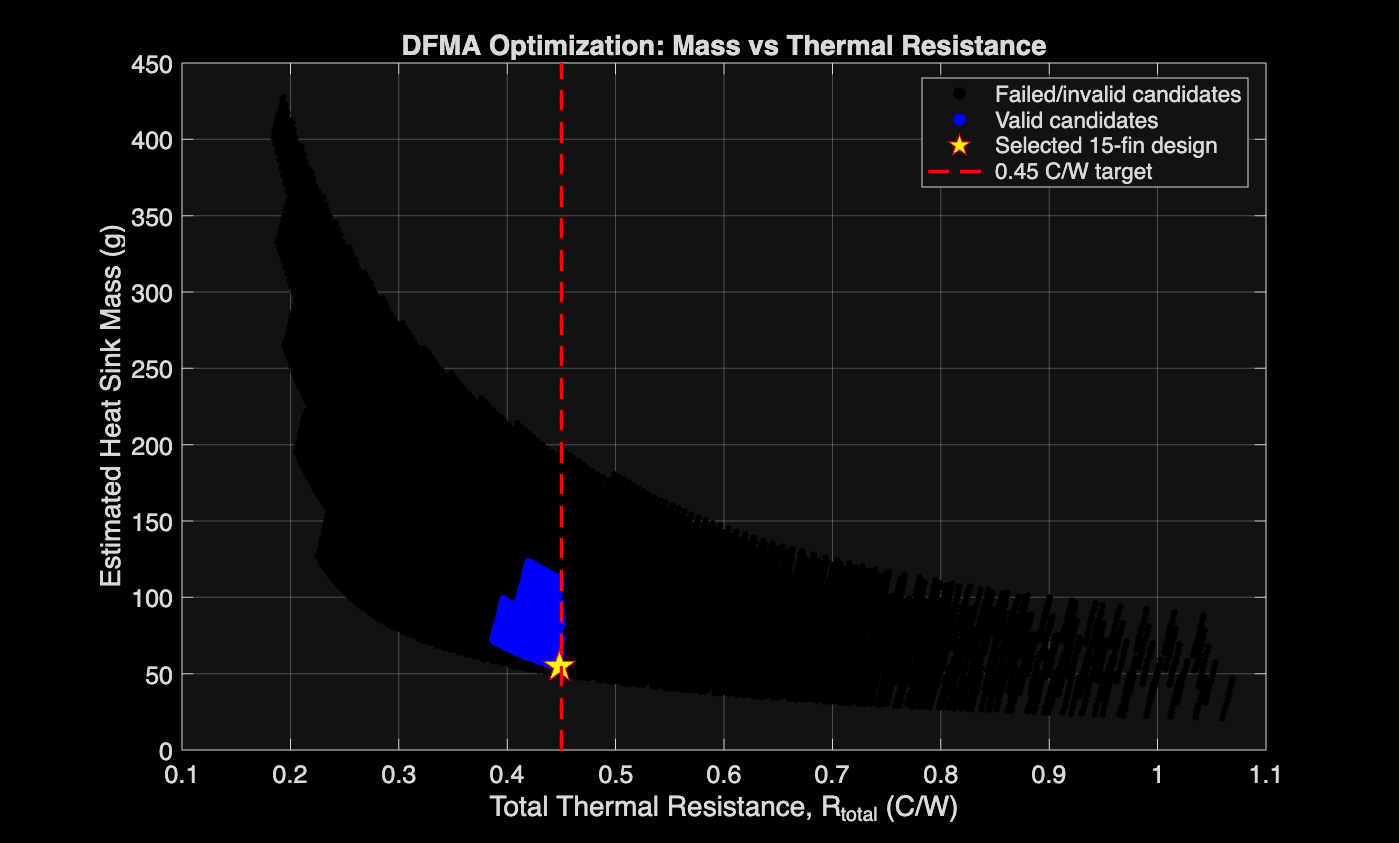 DFMA Optimization: Mass vs Thermal Resistance
Failed/invalid candidates
Valid candidates
Selected 15-fin design
0.45 C/W target
Estimated Heat Sink Mass (g)
450
400
350
300
250
200
150
100
50
0
0.1 0.2 0.3 0.4 0.5 0.6 0.7 0.8 0.9 1 1.1
Total Thermal Resistance, Rtotal (C/W)